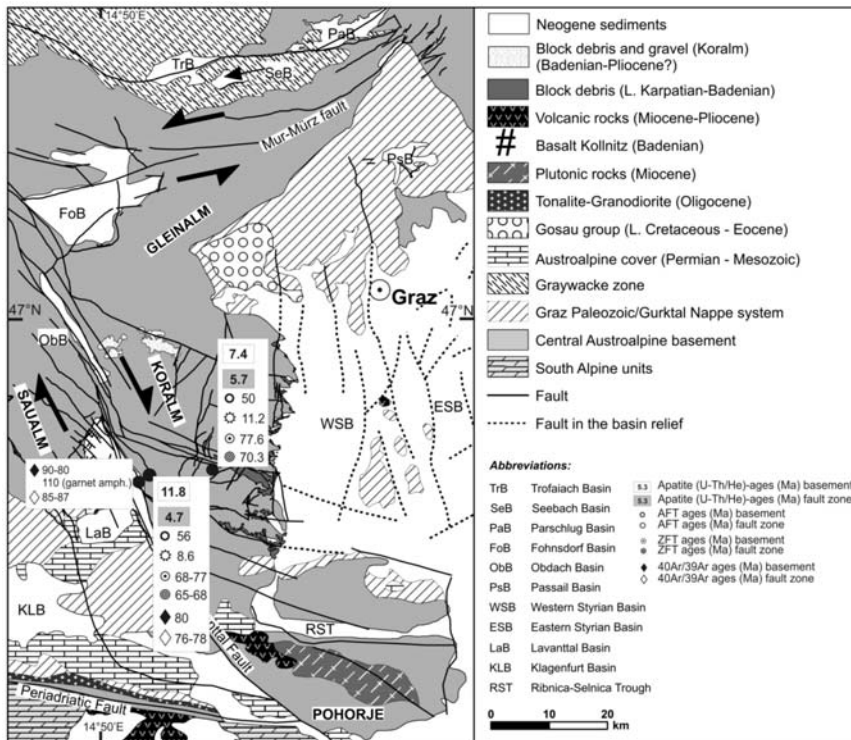 14°50'E
PaB
TrB
SeB
Mur-Mürz fault
PsB
FoB
GLEINALM
Graz
47°N
47°N
ObB
7.4
KORALM
5.7
50
SAUALM
WSB
ESB
11.2
77.6
90-80
70.3
110 (garnet amph.)
11.8
85-87
4.7
LaB
56
8.6
68-77
65-68
KLB
80
RST
76-78
ntal Fault
Periadriatic Fault
14°50'E
POHORJE
Neogene sediments
Block debris and gravel (Koralm)
(Badenian-Pliocene?)
Block debris (L. Karpatian-Badenian)
Volcanic rocks (Miocene-Pliocene)
# Basalt Kollnitz (Badenian)
Plutonic rocks (Miocene)
Tonalite-Granodiorite (Oligocene)
Gosau group (L. Cretaceous - Eocene)
Austroalpine cover (Permian - Mesozoic)
Graywacke zone
Graz Paleozoic/Gurktal Nappe system
Central Austroalpine basement
South Alpine units
Fault
Fault in the basin relief
Abbreviations:
TrB Trofaiach Basin
SeB Seebach Basin
PaB Parschlug Basin
FoB Fohnsdorf Basin
ObB Obdach Basin
PsB Passail Basin
WSB Western Styrian Basin
ESB Eastern Styrian Basin
LaB Lavanttal Basin
KLB Klagenfurt Basin
RST Ribnica-Selnica Trough
5.3 Apatite (U-Th/He)-ages (Ma) basement
5.3 Apatite (U-Th/He)-ages (Ma) fault zone
AFT ages (Ma) basement
AFT ages (Ma) fault zone
ZFT ages (Ma) basement
ZFT ages (Ma) fault zone
40Ar/39Ar ages (Ma) basement
40Ar/39Ar ages (Ma) fault zone
0 10 20
km